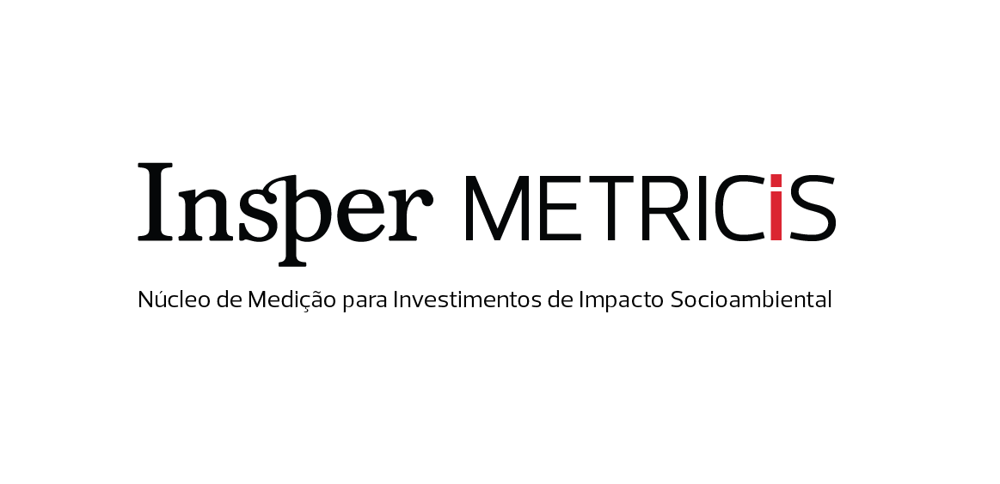 Insper METRICiS
Núcleo de Medição para Investimentos de Impacto Socioambiental